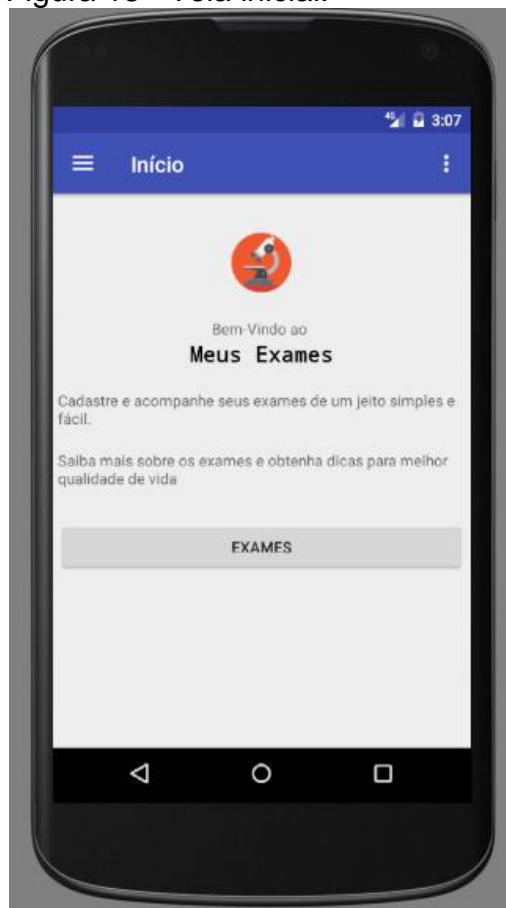 4G 3:07
Início
Bem-Vindo ao
Meus Exames
Cadastre e acompanhe seus exames de um jeito simples e
fácil.
Saiba mais sobre os exames e obtenha dicas para melhor
qualidade de vida
EXAMES